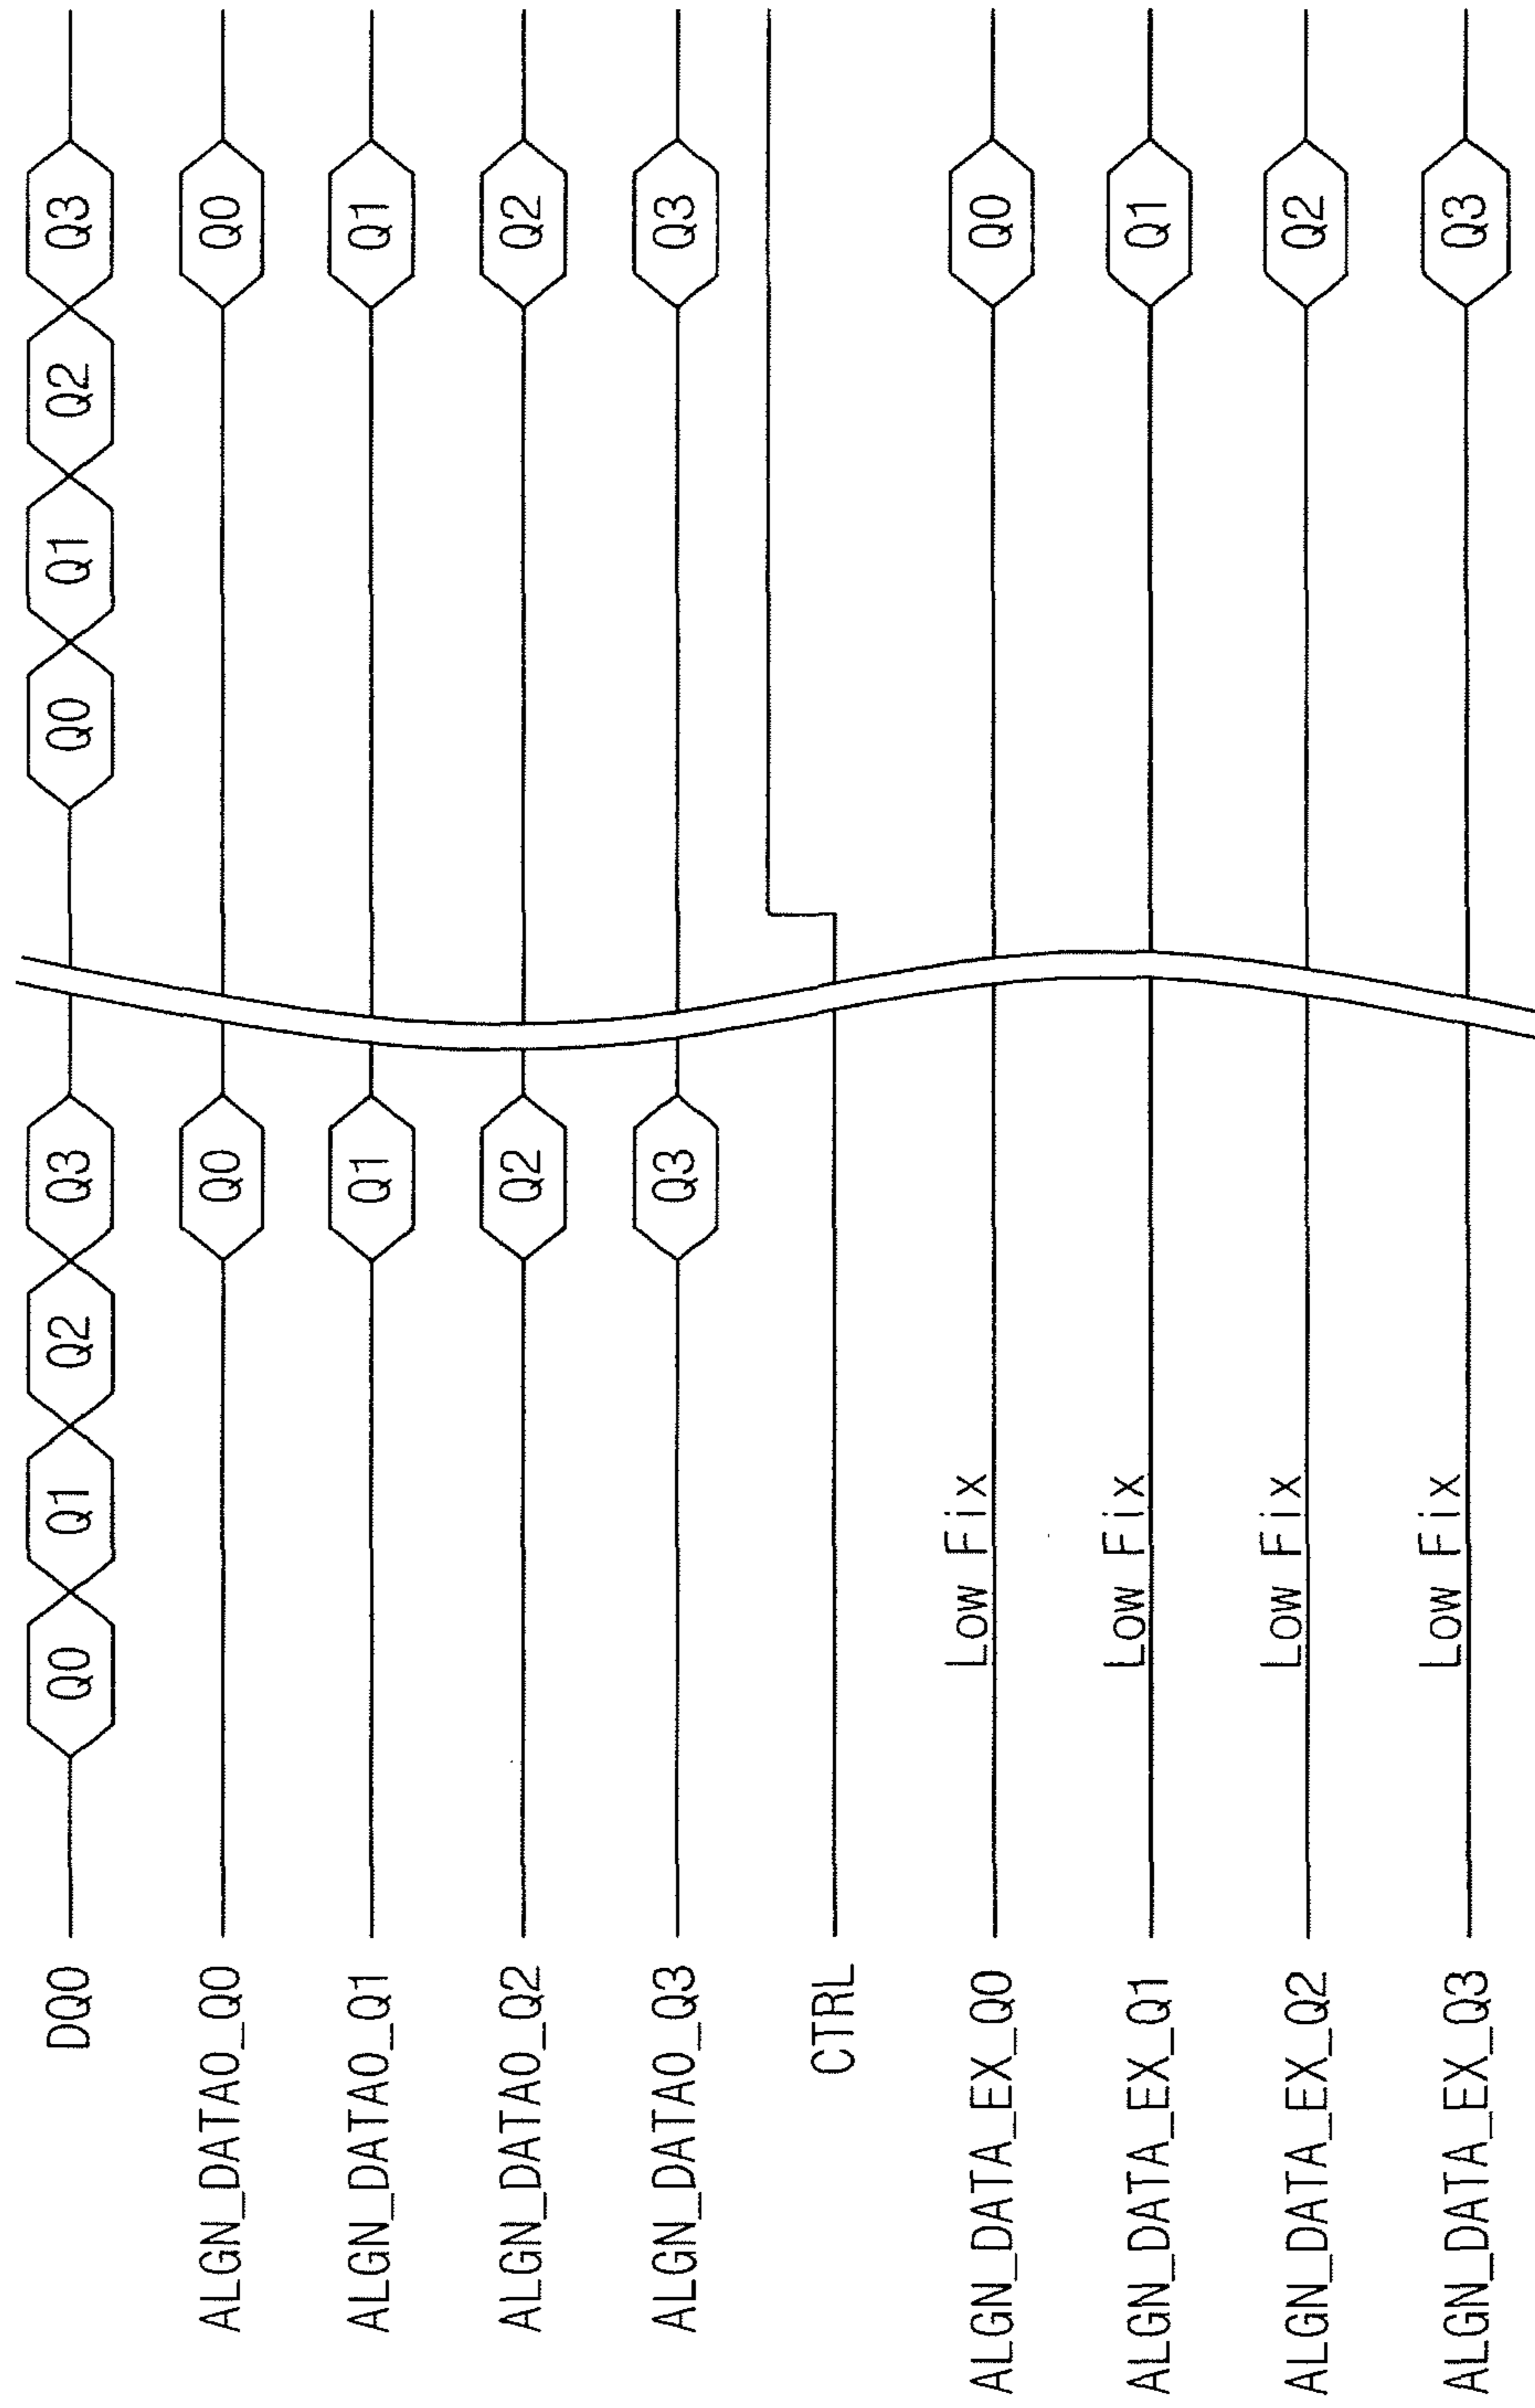 DQ0 Q0 Q1 Q2 Q3 Q0 Q1 Q2 Q3
ALGN_DATA0_Q0 Q0 Q0
ALGN_DATA0_Q1 Q1 Q1
ALGN_DATA0_Q2 Q2 Q2
ALGN_DATA0_Q3 Q3 Q3
CTRL
ALGN_DATA_EX_Q0 Low Fix Q0
ALGN_DATA_EX_Q1 Low Fix Q1
ALGN_DATA_EX_Q2 Low Fix Q2
ALGN_DATA_EX_Q3 Low Fix Q3